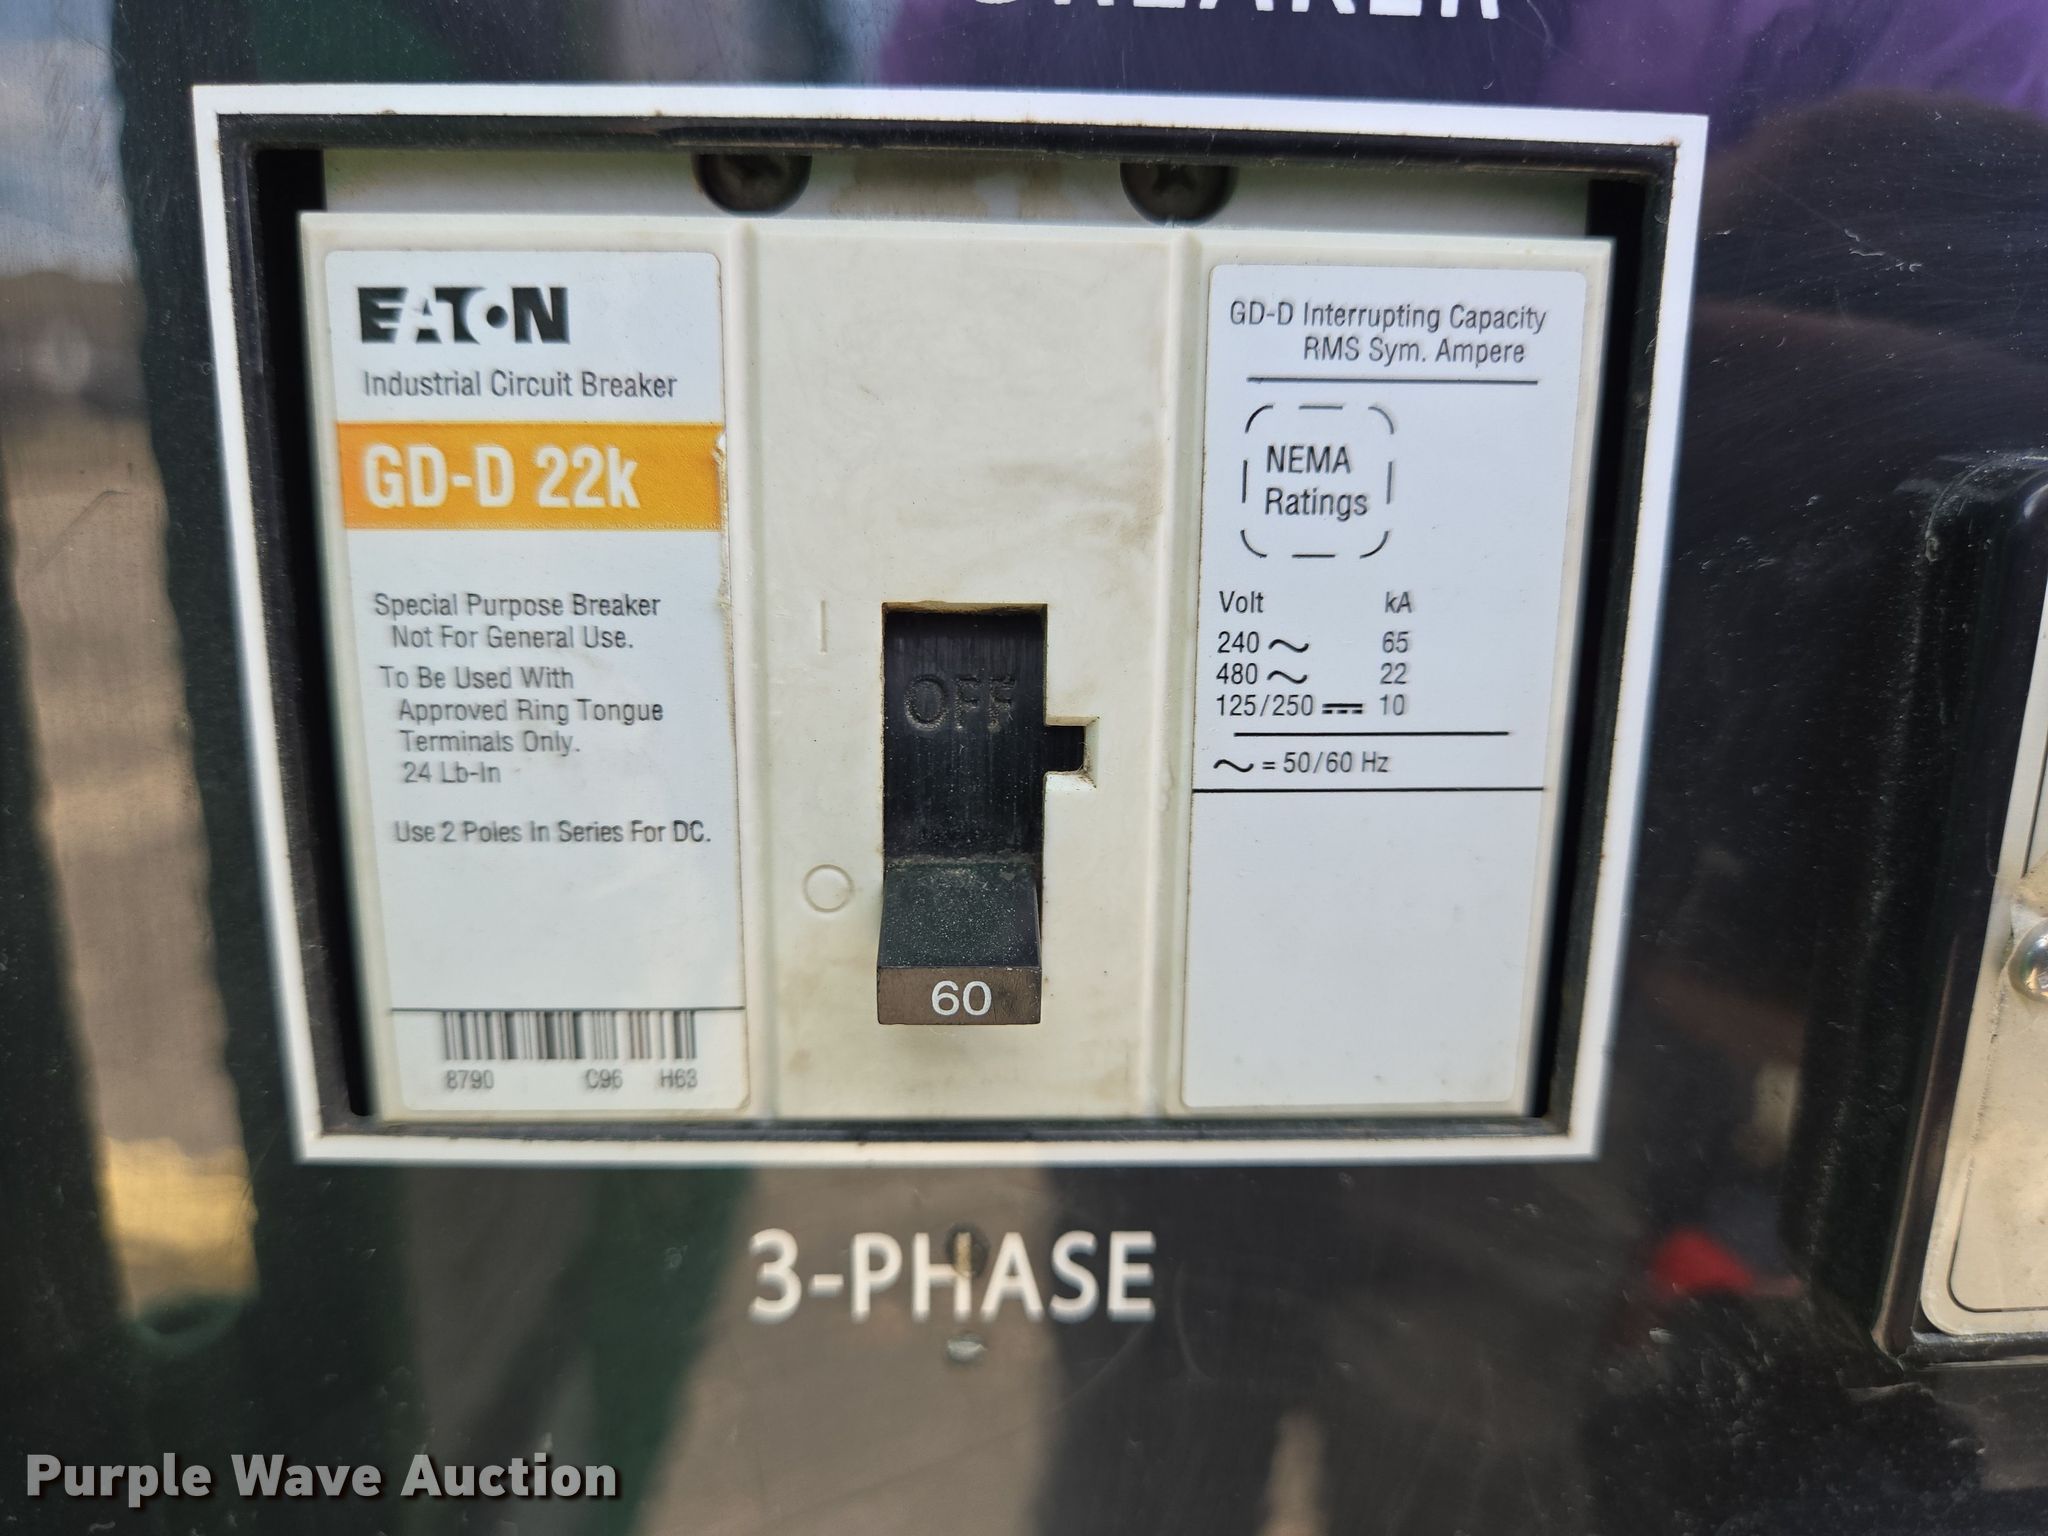 BREAKER
EATON
Industrial Circuit Breaker
GD-D 22k
Special Purpose Breaker
Not For General Use.
To Be Used With
Approved Ring Tongue
Terminals Only.
24 Lb-In
Use 2 Poles In Series For DC.
8790 C96 H63
OFF
60
GD-D Interrupting Capacity
RMS Sym. Ampere
NEMA
Ratings
Volt kA
240 ~ 65
480 ~ 22
125/250 ⎓ 10
~ = 50/60 Hz
3-PHASE
Purple Wave Auction